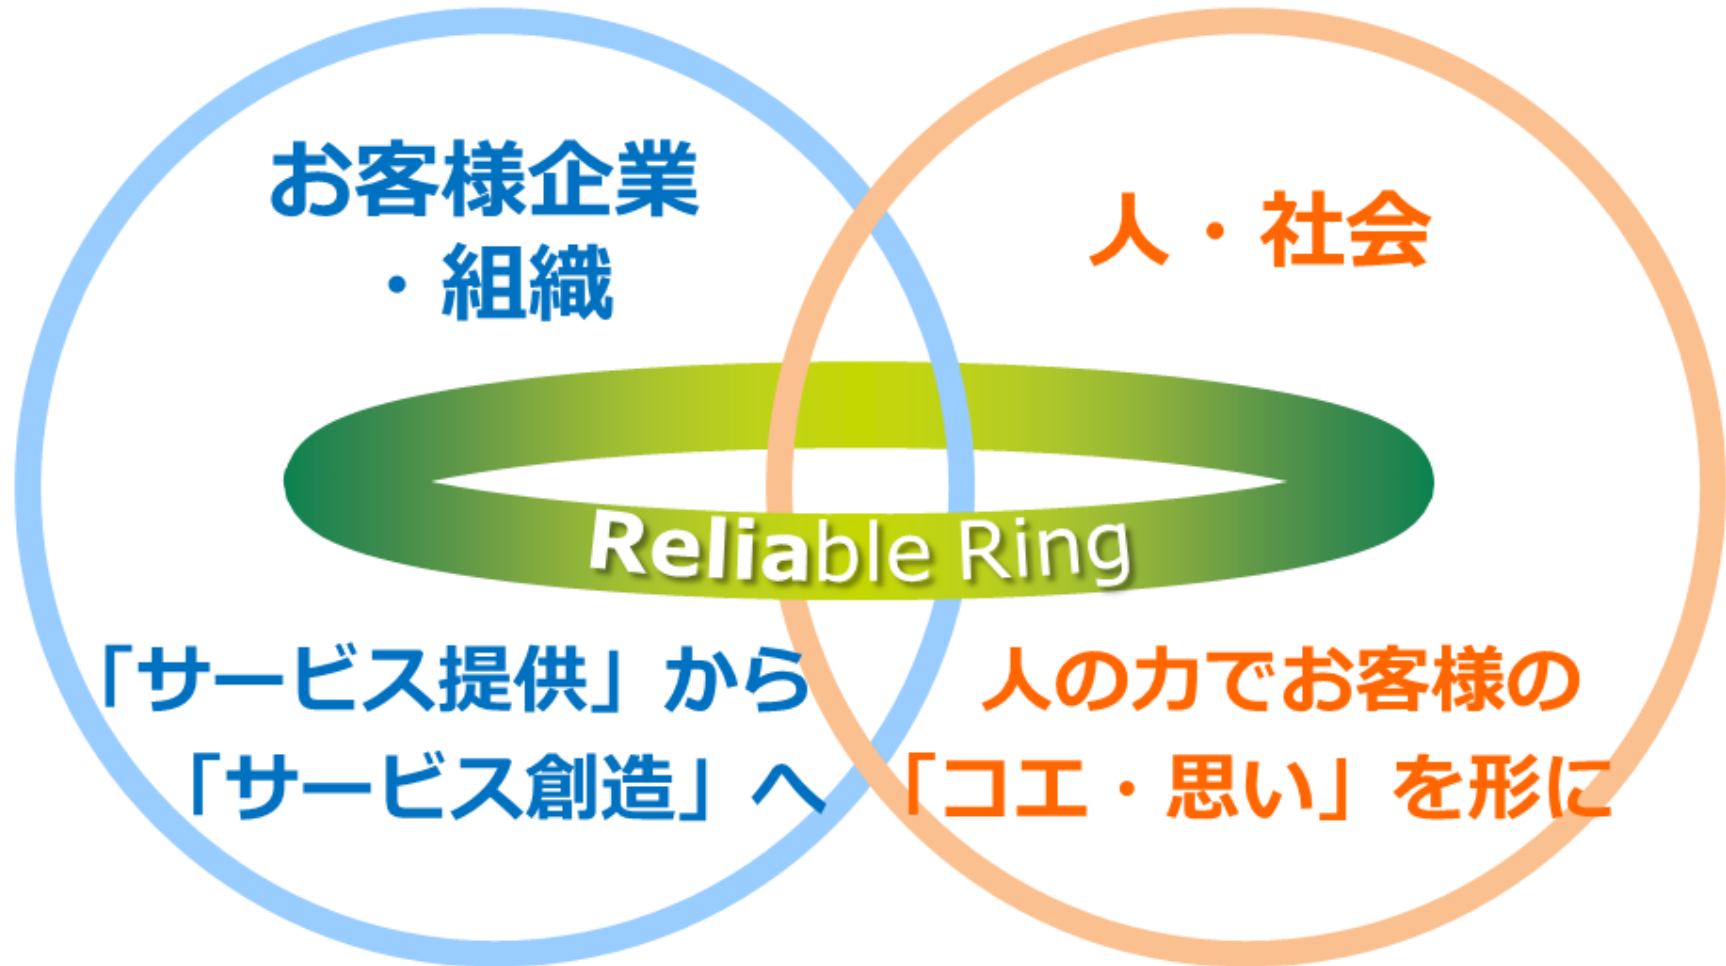 お客様企業
・組織
人・社会
Reliable Ring
「サービス提供」から
「サービス創造」へ
人の力でお客様の
「コエ・思い」を形に